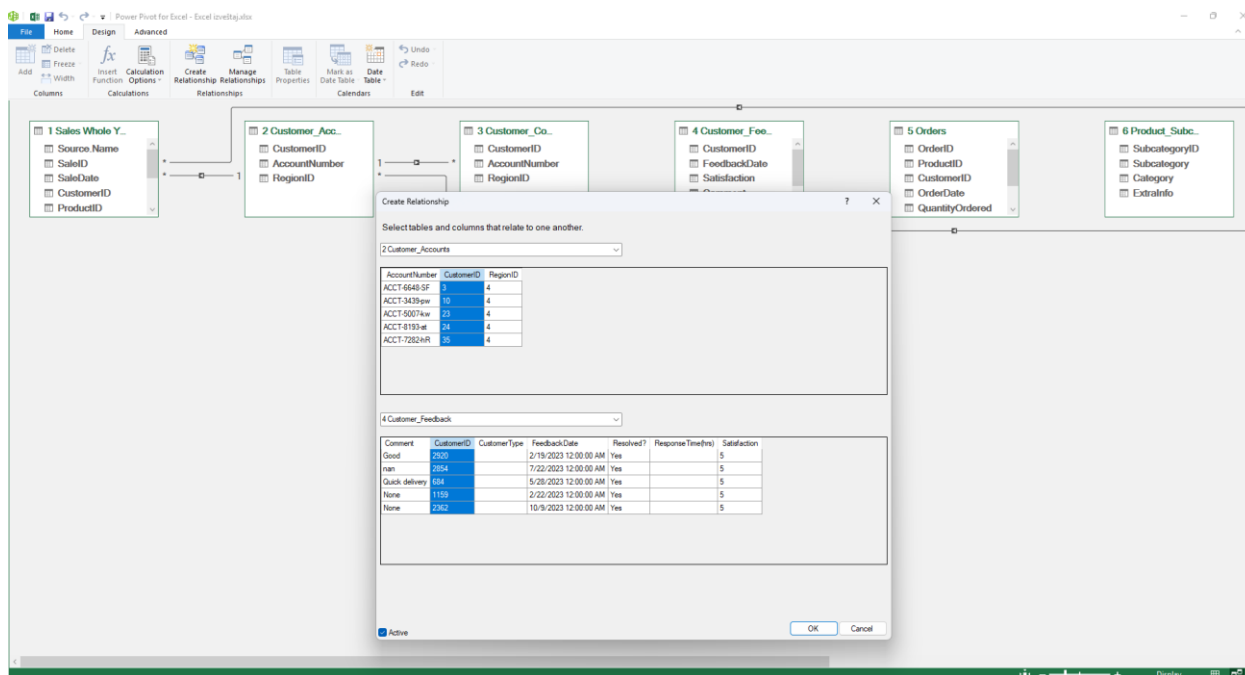 Power Pivot for Excel - Excel izveštaj.xlsx
File Home Design Advanced
Add
Delete
Freeze
Width
Columns
fx
Insert Function
Calculation Options
Calculations
Create Relationship
Manage Relationships
Relationships
Table Properties
Mark as Date Table
Date Table
Calendars
Undo
Redo
Edit
1 Sales Whole Y...
Source.Name
SaleID
SaleDate
CustomerID
ProductID
*
*
1
2 Customer_Acc...
CustomerID
AccountNumber
RegionID
1
*
*
3 Customer_Co...
CustomerID
AccountNumber
RegionID
4 Customer_Fee...
CustomerID
FeedbackDate
Satisfaction
5 Orders
OrderID
ProductID
CustomerID
OrderDate
QuantityOrdered
6 Product_Subc...
SubcategoryID
Subcategory
Category
ExtraInfo
Create Relationship ?
Select tables and columns that relate to one another.
2 Customer_Accounts
AccountNumber CustomerID RegionID
ACCT-6648-SF 3 4
ACCT-3439-pw 10 4
ACCT-5007-kw 23 4
ACCT-8193-at 24 4
ACCT-7282-hR 35 4
4 Customer_Feedback
Comment CustomerID CustomerType FeedbackDate Resolved? ResponseTime(hrs) Satisfaction
Good 2920 2/19/2023 12:00:00 AM Yes 5
nan 2854 7/22/2023 12:00:00 AM Yes 5
Quick delivery 684 5/28/2023 12:00:00 AM Yes 5
None 1159 2/22/2023 12:00:00 AM Yes 5
None 2362 10/9/2023 12:00:00 AM Yes 5
Active
OK Cancel
Display